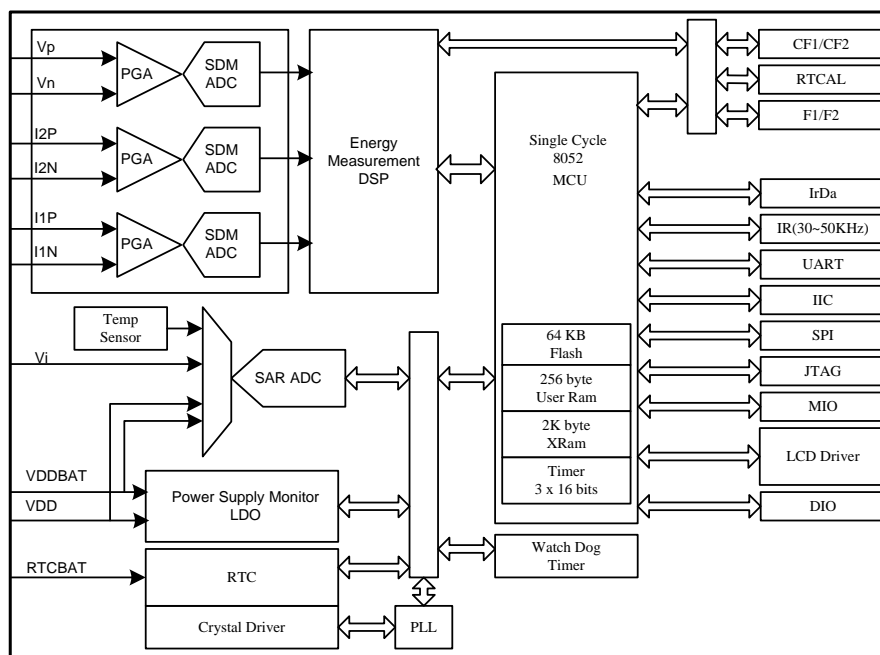 Vp
Vn
PGA
SDM
ADC
I2P
I2N
PGA
SDM
ADC
I1P
I1N
PGA
SDM
ADC
Energy
Measurement
DSP
Single Cycle
8052
MCU
64 KB
Flash
256 byte
User Ram
2K byte
XRam
Timer
3 x 16 bits
CF1/CF2
RTCAL
F1/F2
IrDa
IR(30~50KHz)
UART
IIC
SPI
JTAG
MIO
LCD Driver
DIO
Temp
Sensor
Vi
SAR ADC
VDDBAT
VDD
Power Supply Monitor
LDO
RTCBAT
RTC
Crystal Driver
PLL
Watch Dog
Timer